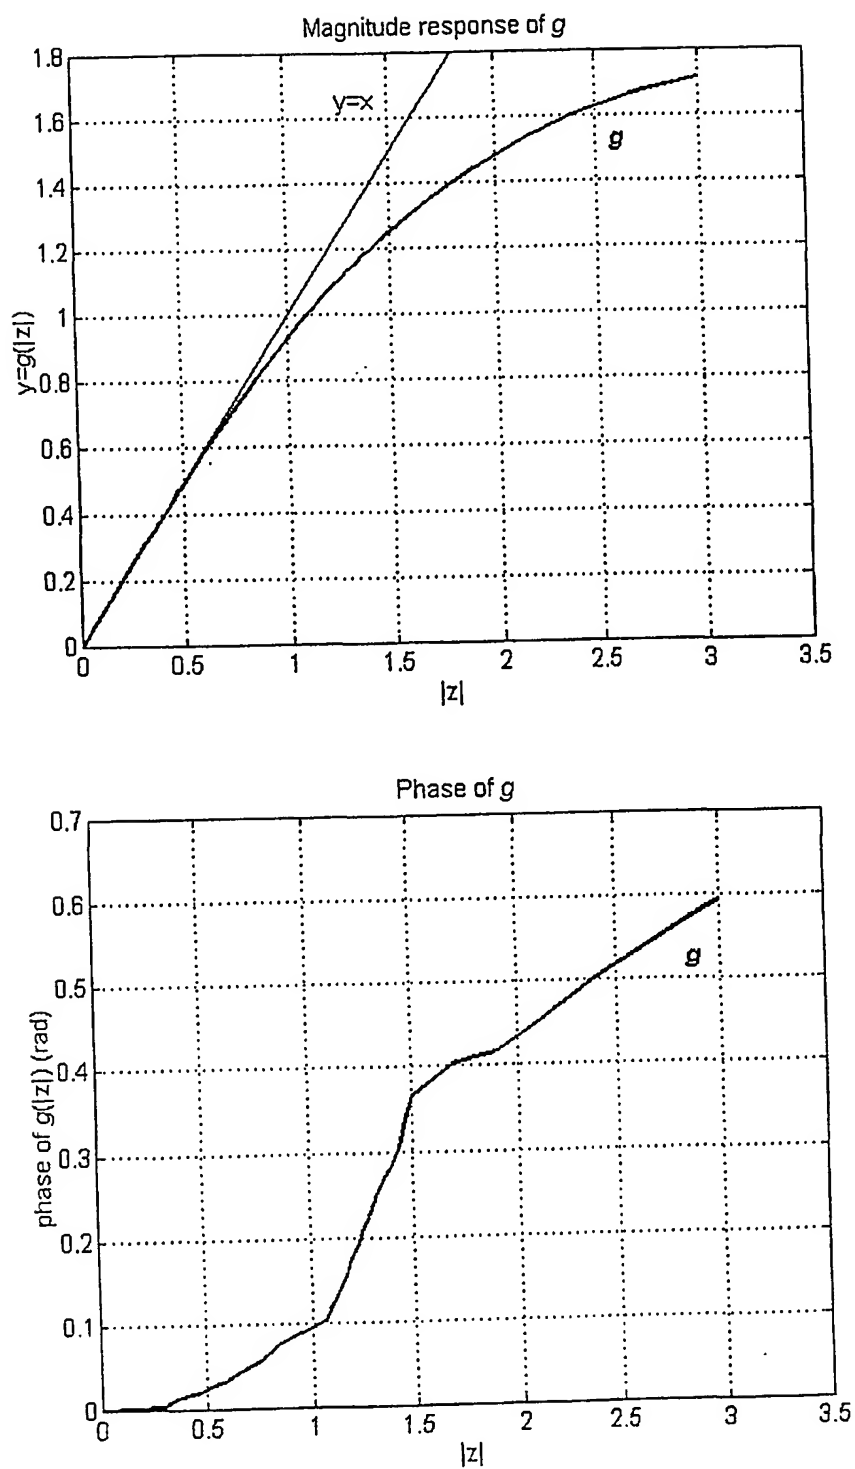 Magnitude response of g
1.8
1.6
1.4
1.2
1
0.8
0.6
0.4
0.2
0
y=g(|z|)
y=x
g
0 0.5 1 1.5 2 2.5 3 3.5
|z|
Phase of g
0.7
0.6
0.5
0.4
0.3
0.2
0.1
0
phase of g(|z|) (rad)
g
0 0.5 1 1.5 2 2.5 3 3.5
|z|